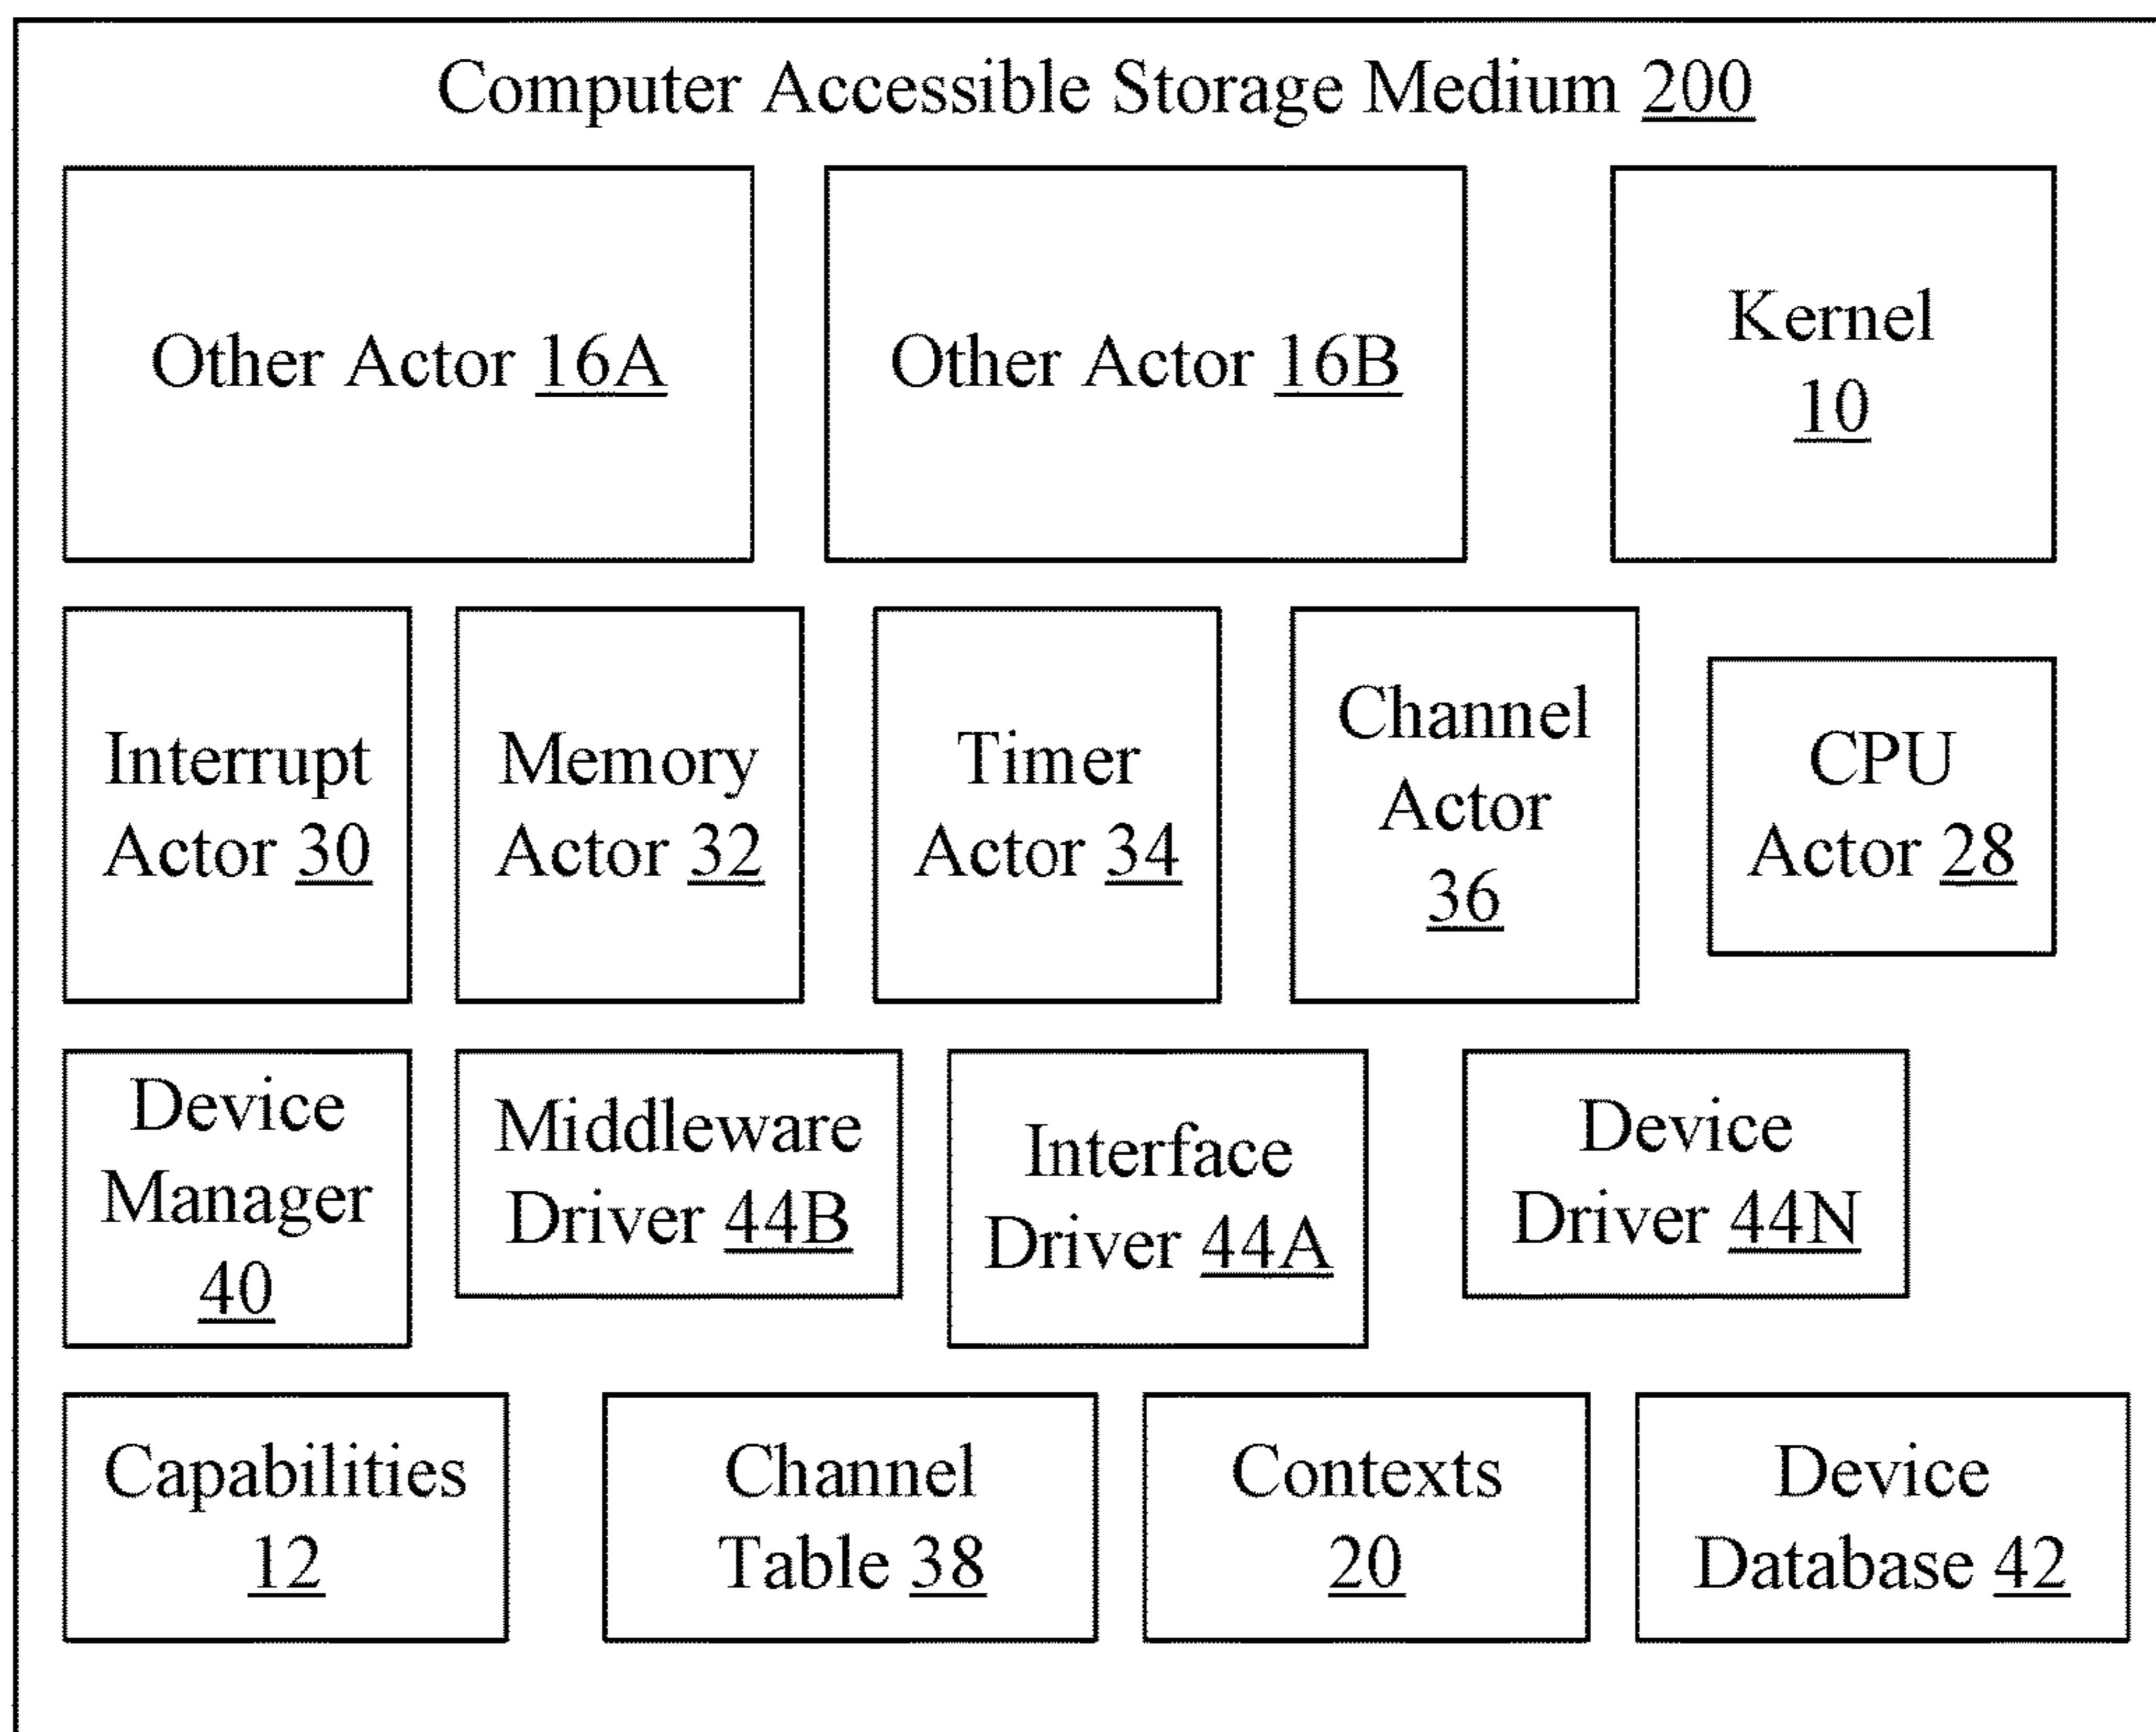 Computer Accessible Storage Medium 200
Other Actor 16A
Other Actor 16B
Kernel
10
Interrupt
Actor 30
Memory
Actor 32
Timer
Actor 34
Channel
Actor
36
CPU
Actor 28
Device
Manager
40
Middleware
Driver 44B
Interface
Driver 44A
Device
Driver 44N
Capabilities
12
Channel
Table 38
Contexts
20
Device
Database 42